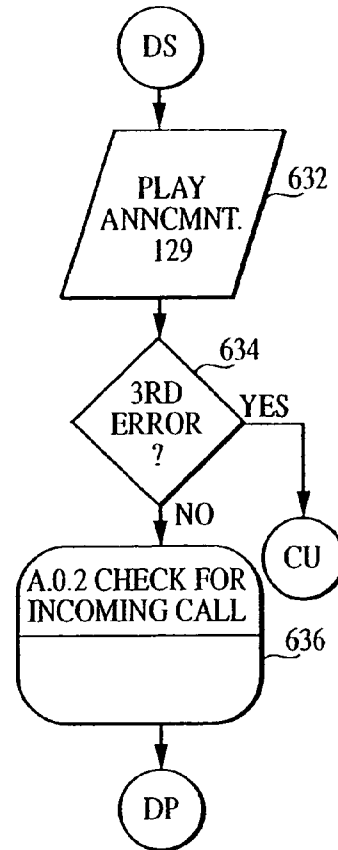 DS
PLAY
ANNCMNT.
129
632
634
3RD
ERROR
?
YES
NO
CU
A.0.2 CHECK FOR
INCOMING CALL
636
DP